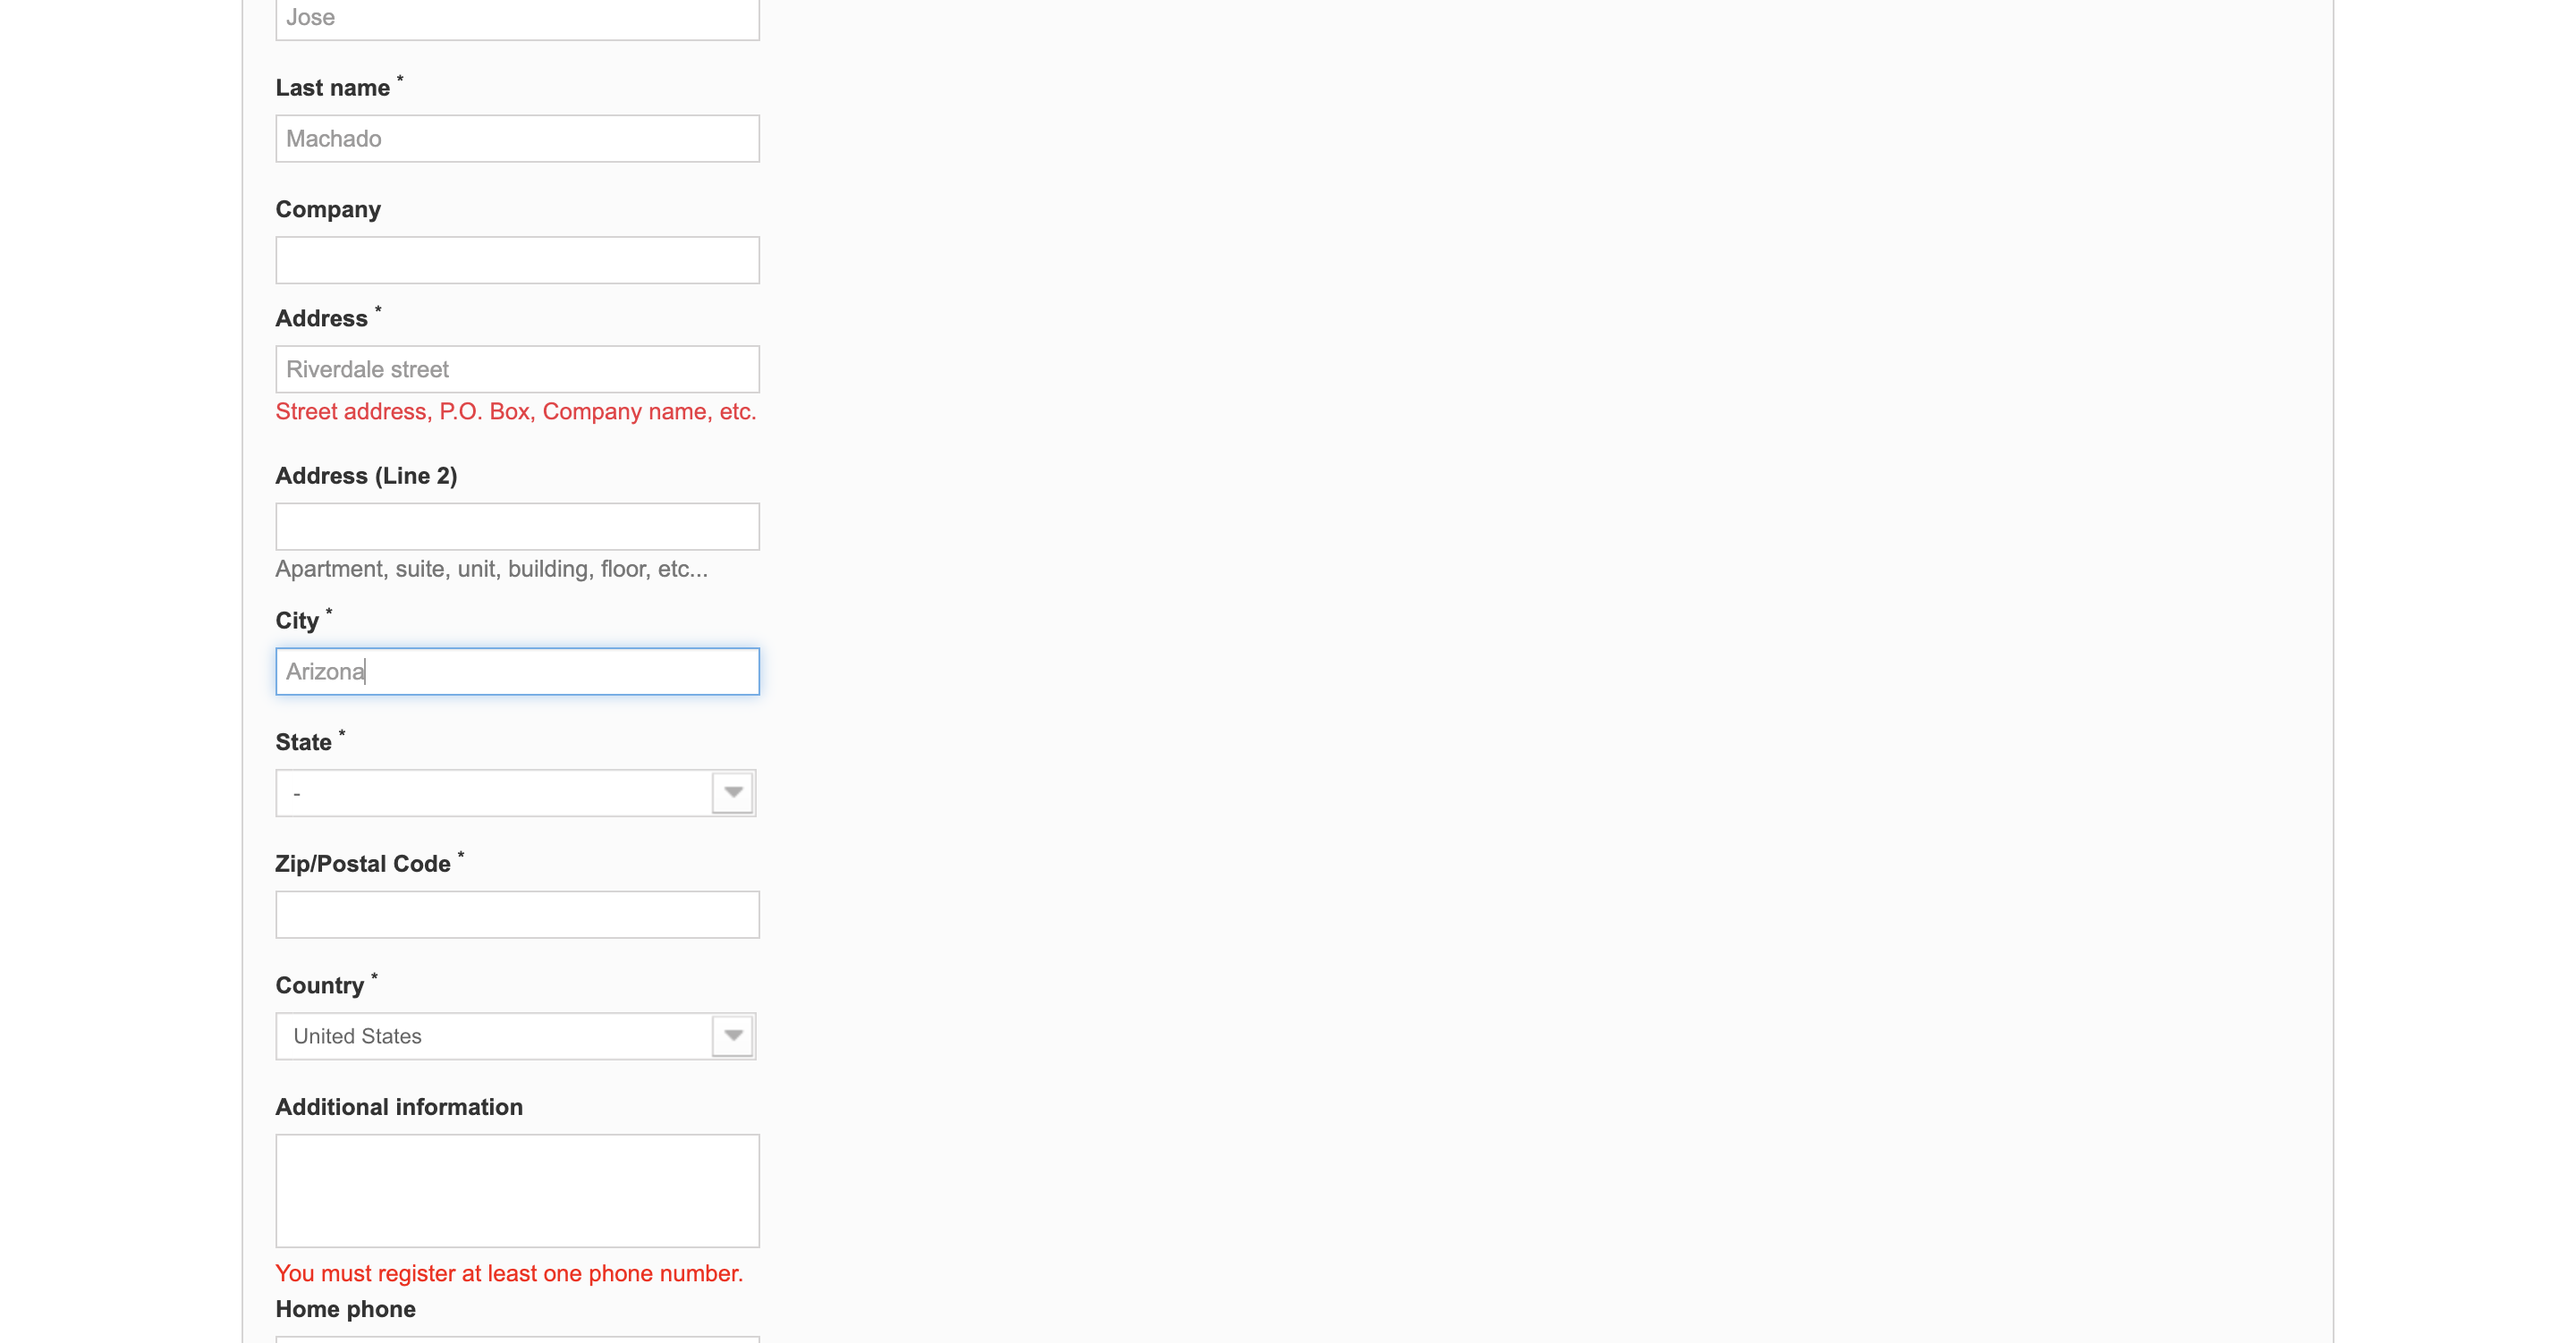 Jose
Last name *
Machado
Company
Address *
Riverdale street
Street address, P.O. Box, Company name, etc.
Address (Line 2)
Apartment, suite, unit, building, floor, etc...
City *
Arizona
State *
-
Zip/Postal Code *
Country *
United States
Additional information
You must register at least one phone number.
Home phone